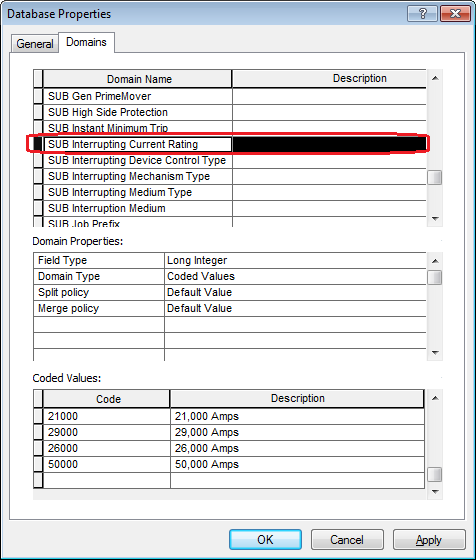 Database Properties
General Domains
Domain Name Description
SUB Gen PrimeMover
SUB High Side Protection
SUB Instant Minimum Trip
SUB Interrupting Current Rating
SUB Interrupting Device Control Type
SUB Interrupting Mechanism Type
SUB Interrupting Medium Type
SUB Interruption Medium
SUB Job Prefix
Domain Properties:
Field Type Long Integer
Domain Type Coded Values
Split policy Default Value
Merge policy Default Value
Coded Values:
Code Description
21000 21,000 Amps
29000 29,000 Amps
26000 26,000 Amps
50000 50,000 Amps
OK Cancel Apply